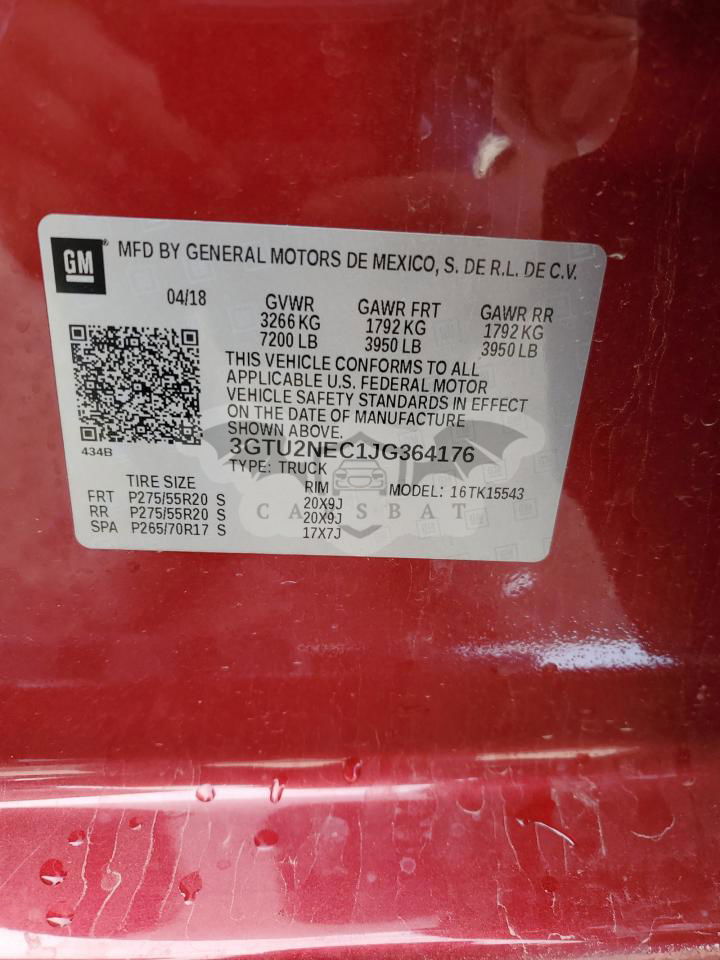 GM
MFD BY GENERAL MOTORS DE MEXICO, S. DE R.L. DE C.V.
04/18
GVWR
3266 KG
7200 LB
GAWR FRT
1792 KG
3950 LB
GAWR RR
1792 KG
3950 LB
THIS VEHICLE CONFORMS TO ALL
APPLICABLE U.S. FEDERAL MOTOR
VEHICLE SAFETY STANDARDS IN EFFECT
ON THE DATE OF MANUFACTURE
SHOWN ABOVE.
434B
3GTU2NEC1JG364176
TYPE: TRUCK
MODEL: 16TK15543
TIRE SIZE RIM
FRT P275/55R20 S 20X9J
RR P275/55R20 S 20X9J
SPA P265/70R17 S 17X7J
CARSBAT